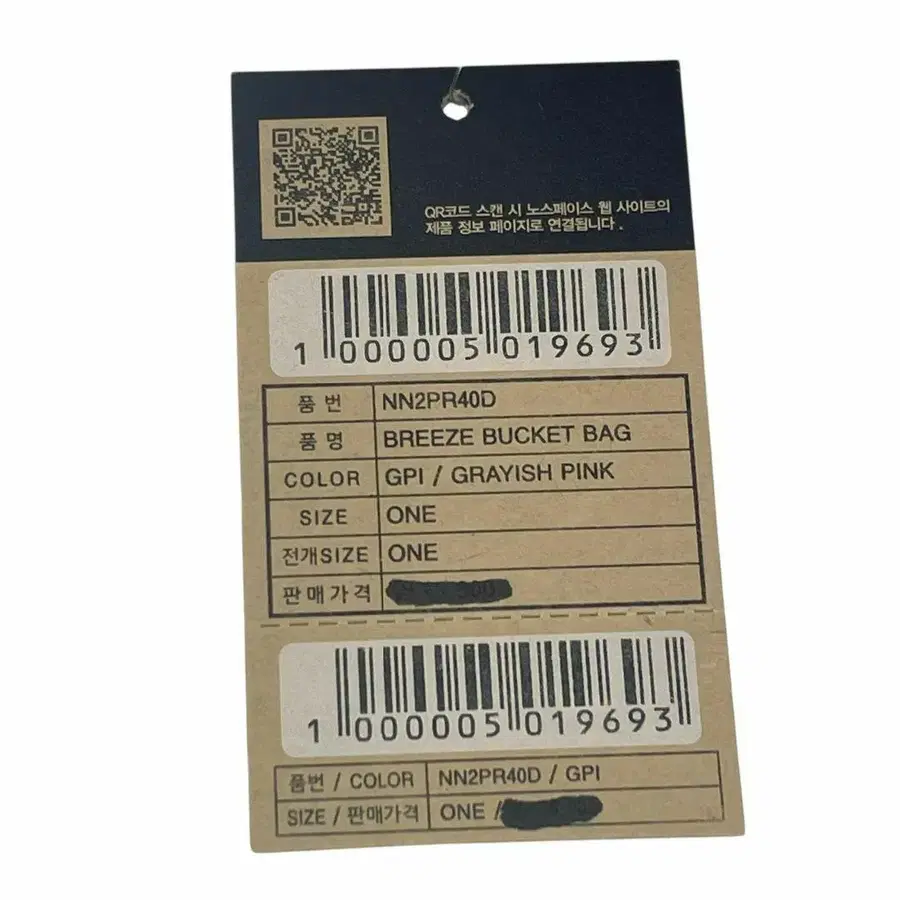 QR코드 스캔 시 노스페이스 웹 사이트의
제품 정보 페이지로 연결됩니다.
1 000005 019693
품번 NN2PR40D
품명 BREEZE BUCKET BAG
COLOR GPI / GRAYISH PINK
SIZE ONE
전개SIZE ONE
판매가격
1 000005 019693
품번 / COLOR NN2PR40D / GPI
SIZE / 판매가격 ONE /